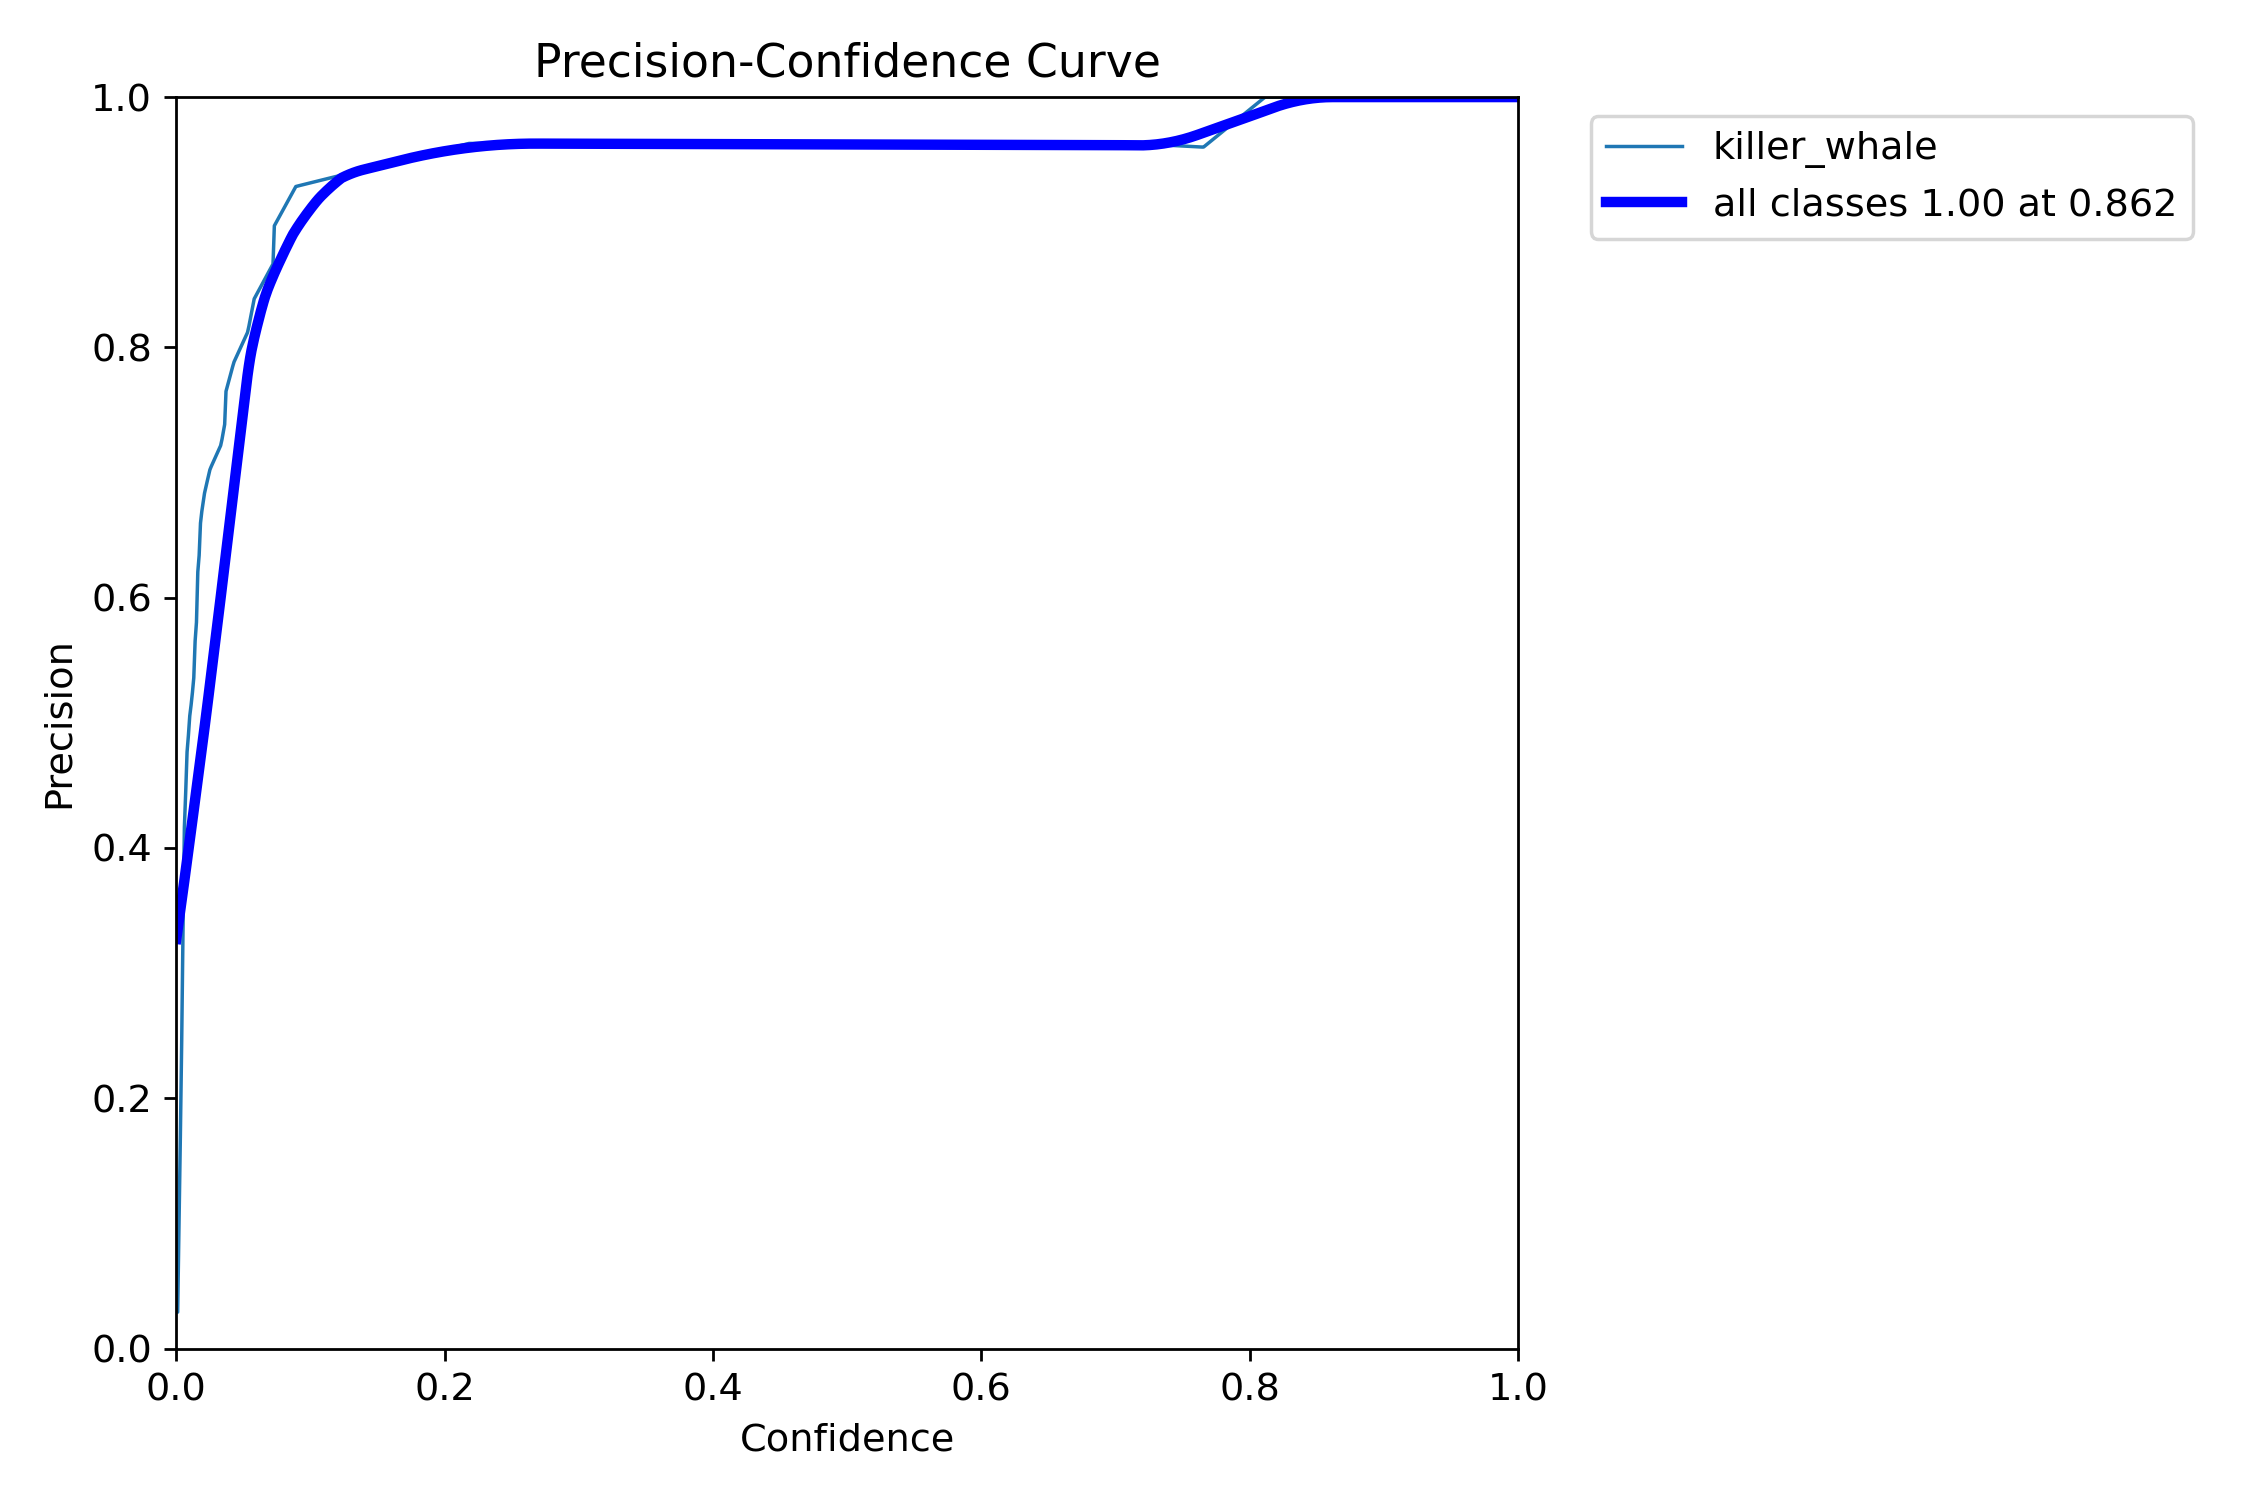 Precision-Confidence Curve
1.0
0.8
0.6
0.4
0.2
0.0
Precision
0.0 0.2 0.4 0.6 0.8 1.0
Confidence
killer_whale
all classes 1.00 at 0.862